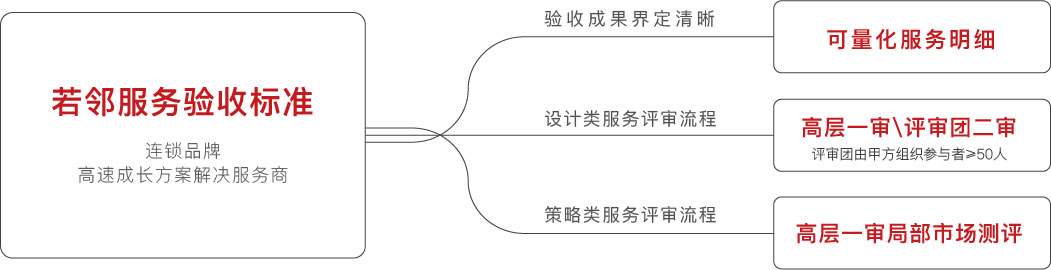 若邻服务验收标准
连锁品牌
高速成长方案解决服务商
验收成果界定清晰
可量化服务明细
设计类服务评审流程
高层一审\评审团二审
评审团由甲方组织参与者≥50人
策略类服务评审流程
高层一审局部市场测评